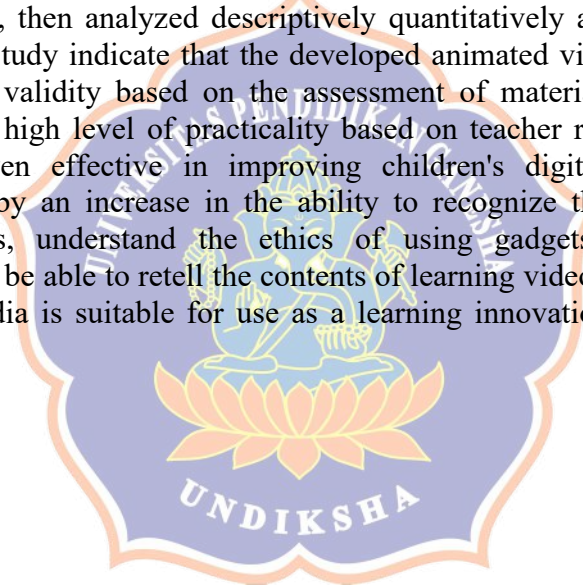 , then analyzed descriptively quantitatively a
tudy indicate that the developed animated vi
validity based on the assessment of materi
high level of practicality based on teacher r
en effective in improving children's digit
by an increase in the ability to recognize th
s, understand the ethics of using gadgets
be able to retell the contents of learning video
dia is suitable for use as a learning innovatio
UNIVERSITAS PENDIDIKAN GANESHA
UNDIKSHA